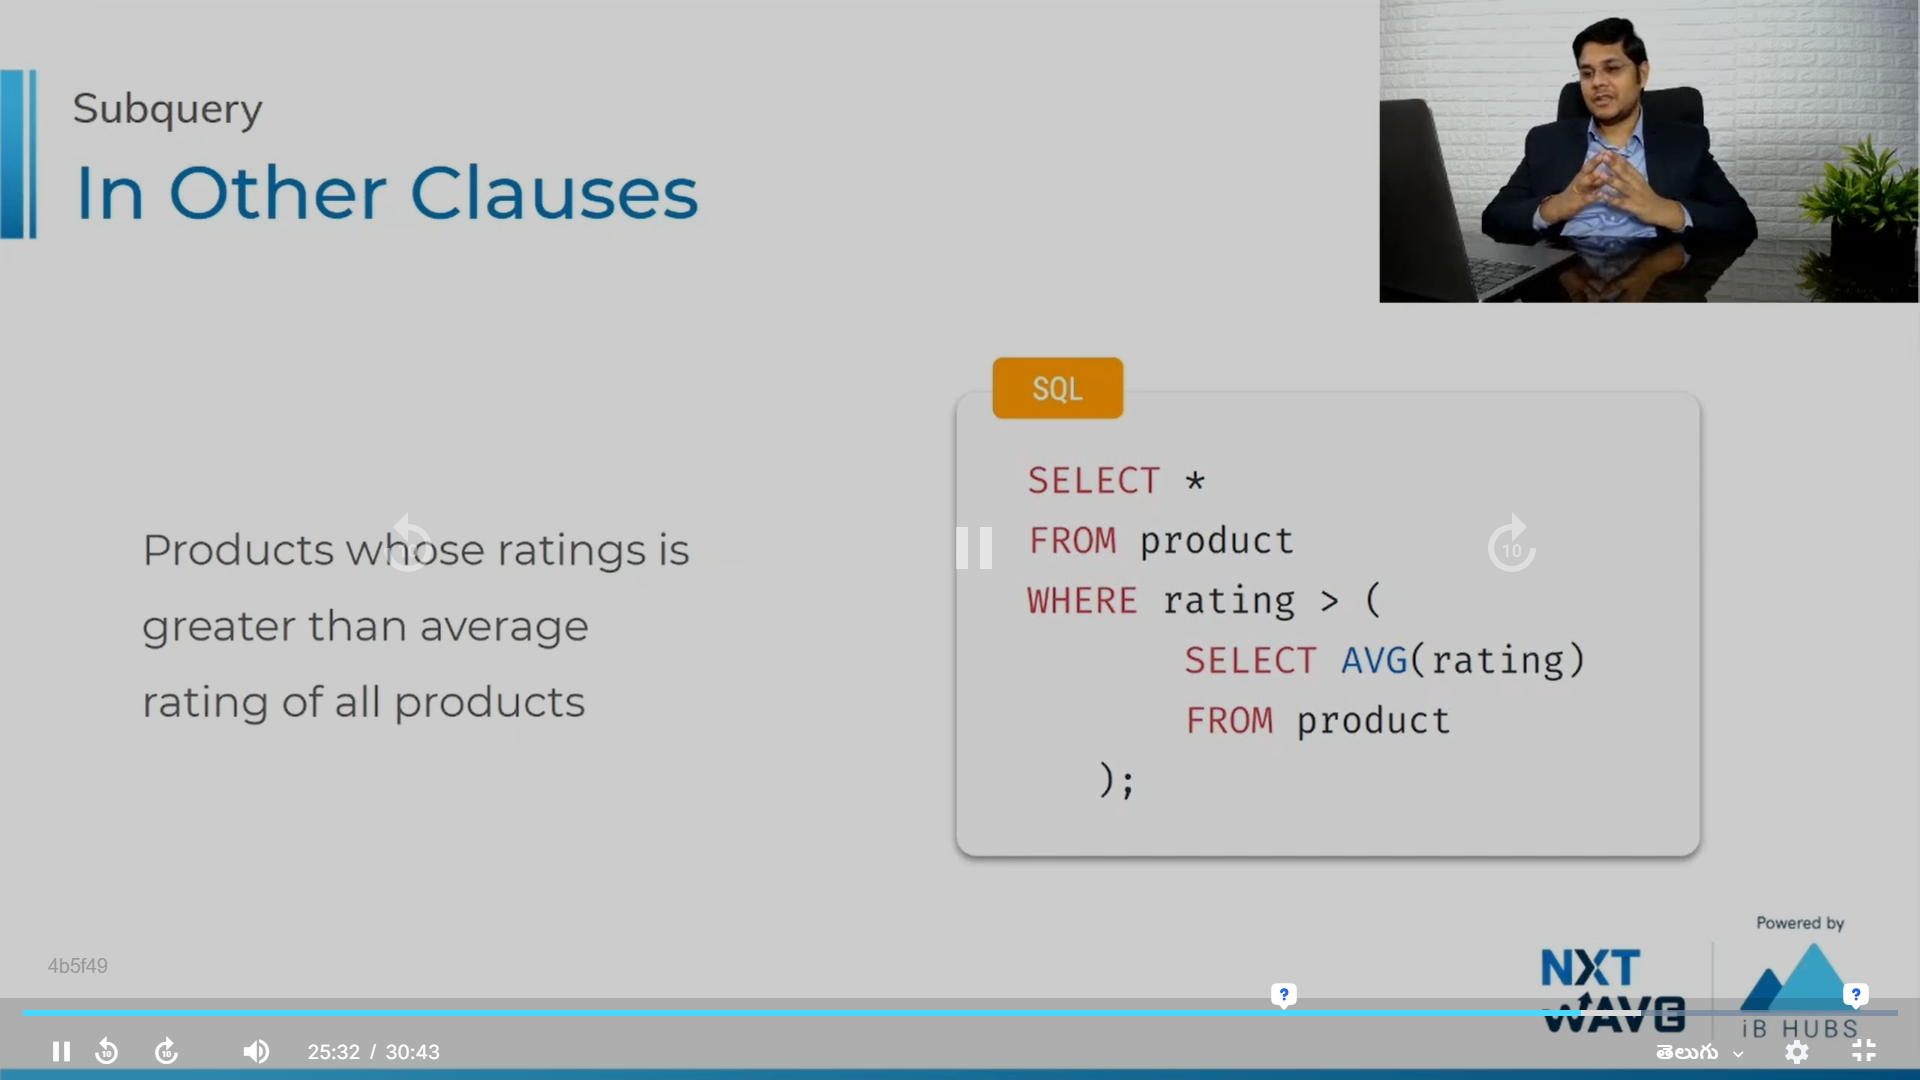 Subquery
In Other Clauses
SQL
SELECT *
FROM product
WHERE rating > (
SELECT AVG(rating)
FROM product
);
Products whose ratings is
greater than average
rating of all products
10
Powered by
4b5f49
NXT
WAVE
iB HUBS
?
?
10
10
25:32 / 30:43
తెలుగు